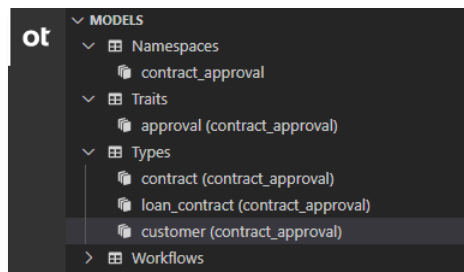 ot
MODELS
Namespaces
contract_approval
Traits
approval (contract_approval)
Types
contract (contract_approval)
loan_contract (contract_approval)
customer (contract_approval)
Workflows